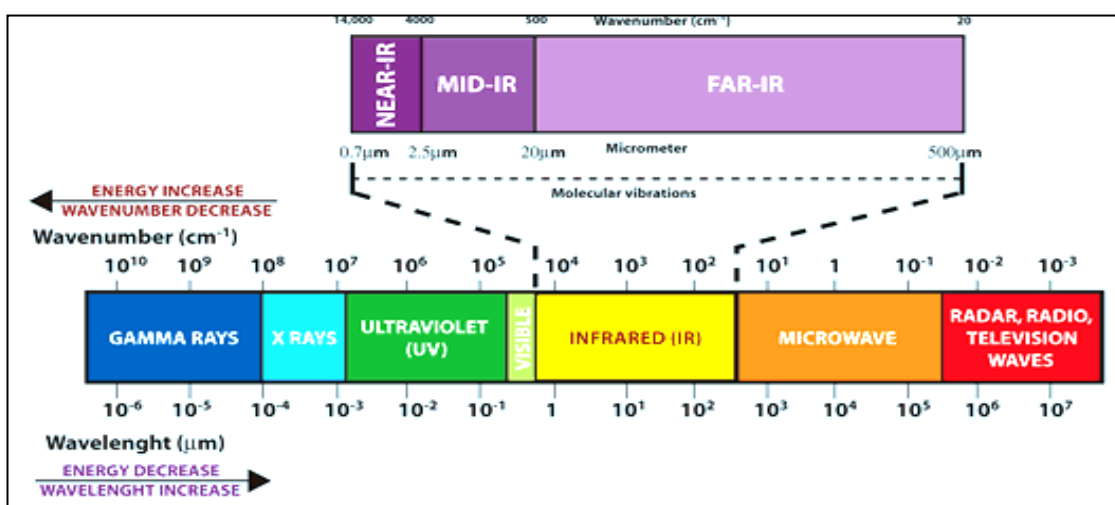 14,000 4000 500 Wavenumber (cm⁻¹) 20
NEAR-IR MID-IR FAR-IR
0.7µm 2.5µm 20µm Micrometer 500µm
Molecular vibrations
ENERGY INCREASE
WAVENUMBER DECREASE
Wavenumber (cm⁻¹)
10¹⁰ 10⁹ 10⁸ 10⁷ 10⁶ 10⁵ 10⁴ 10³ 10² 10¹ 1 10⁻¹ 10⁻² 10⁻³
GAMMA RAYS X RAYS ULTRAVIOLET (UV) VISIBLE INFRARED (IR) MICROWAVE RADAR, RADIO, TELEVISION WAVES
10⁻⁶ 10⁻⁵ 10⁻⁴ 10⁻³ 10⁻² 10⁻¹ 1 10¹ 10² 10³ 10⁴ 10⁵ 10⁶ 10⁷
Wavelenght (µm)
ENERGY DECREASE
WAVELENGHT INCREASE